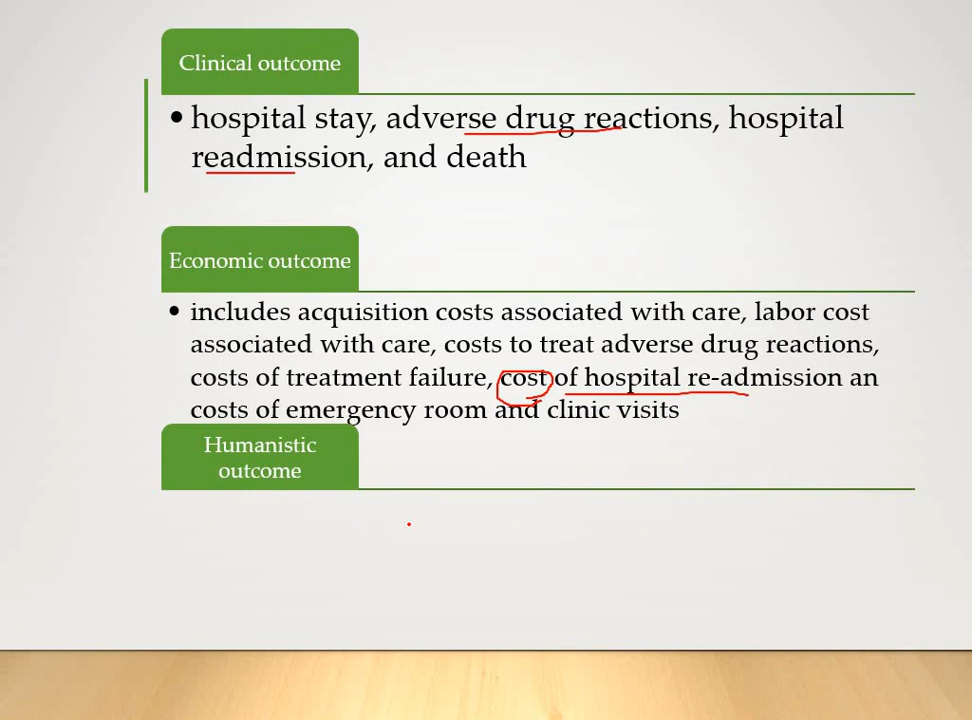 Clinical outcome
•hospital stay, adverse drug reactions, hospital
readmission, and death
Economic outcome
• includes acquisition costs associated with care, labor cost
associated with care, costs to treat adverse drug reactions,
costs of treatment failure, cost of hospital re-admission an
costs of emergency room and clinic visits
Humanistic
outcome